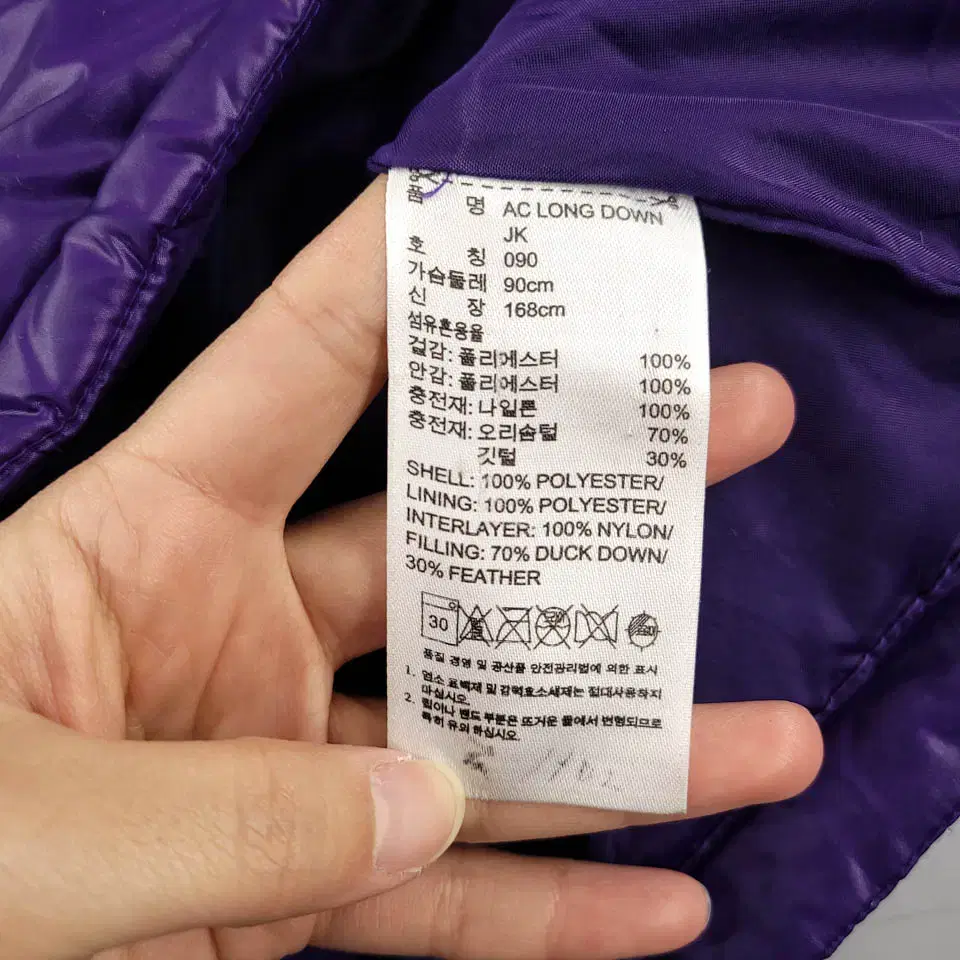 품 명 AC LONG DOWN
JK
호 칭 090
가슴둘레 90cm
신 장 168cm
섬유혼용율
겉감: 폴리에스터 100%
안감: 폴리에스터 100%
충전재: 나일론 100%
충전재: 오리솜털 70%
깃털 30%
SHELL: 100% POLYESTER/
LINING: 100% POLYESTER/
INTERLAYER: 100% NYLON/
FILLING: 70% DUCK DOWN/
30% FEATHER
30
품질 경영 및 공산품 안전관리법에 의한 표시
1. 염소 표백제 및 강력효소세제는 절대사용하지
마십시오.
2. 밑아나 밴드 부분은 뜨거운 물에서 변형되므로
특히 유의 하십시오.